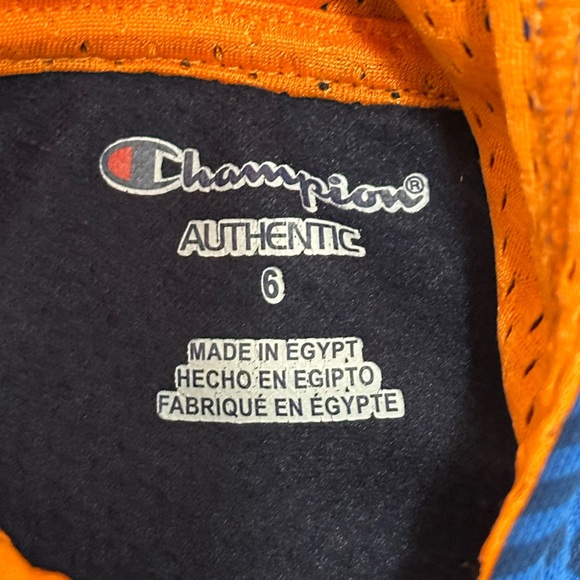 Champion®
AUTHENTIC
6
MADE IN EGYPT
HECHO EN EGIPTO
FABRIQUÉ EN ÉGYPTE